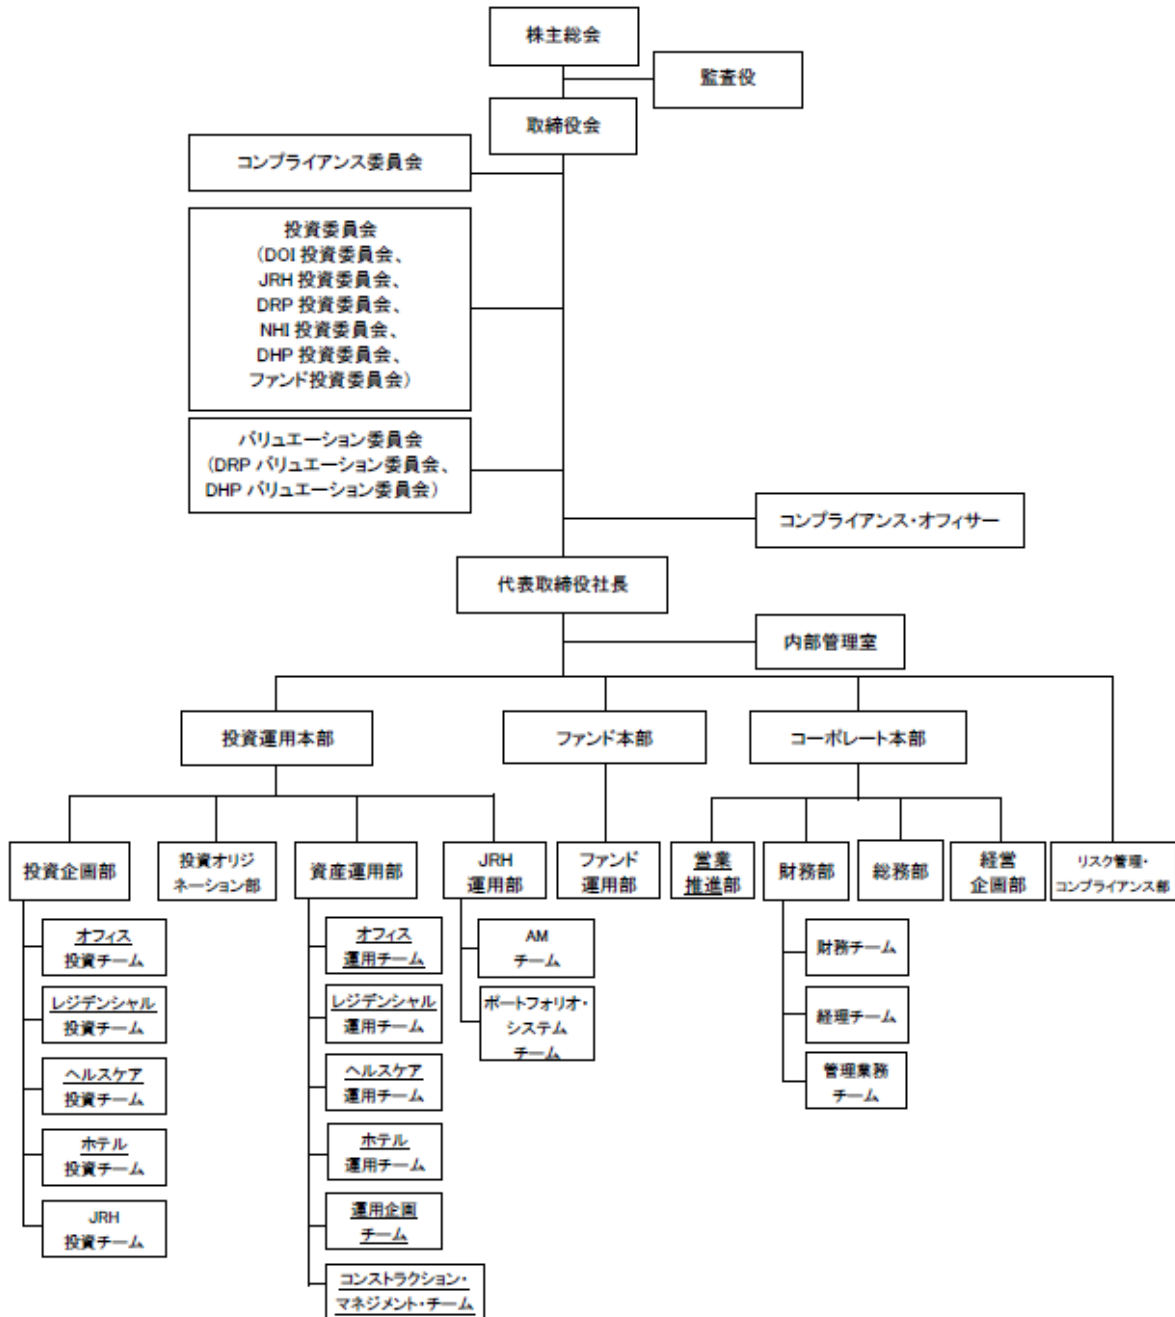 株主総会
監査役
取締役会
コンプライアンス委員会
投資委員会
(DOI 投資委員会、
JRH 投資委員会、
DRP 投資委員会、
NHI 投資委員会、
DHP 投資委員会、
ファンド投資委員会)
バリュエーション委員会
(DRP バリュエーション委員会、
DHP バリュエーション委員会)
コンプライアンス・オフィサー
代表取締役社長
内部管理室
投資運用本部
ファンド本部
コーポレート本部
投資企画部
投資オリジ
ネーション部
資産運用部
JRH
運用部
ファンド
運用部
営業
推進部
財務部
総務部
経営
企画部
リスク管理・
コンプライアンス部
オフィス
投資チーム
レジデンシャル
投資チーム
ヘルスケア
投資チーム
ホテル
投資チーム
JRH
投資チーム
オフィス
運用チーム
レジデンシャル
運用チーム
ヘルスケア
運用チーム
ホテル
運用チーム
運用企画
チーム
コンストラクション・
マネジメント・チーム
AM
チーム
ポートフォリオ・
システム
チーム
財務チーム
経理チーム
管理業務
チーム